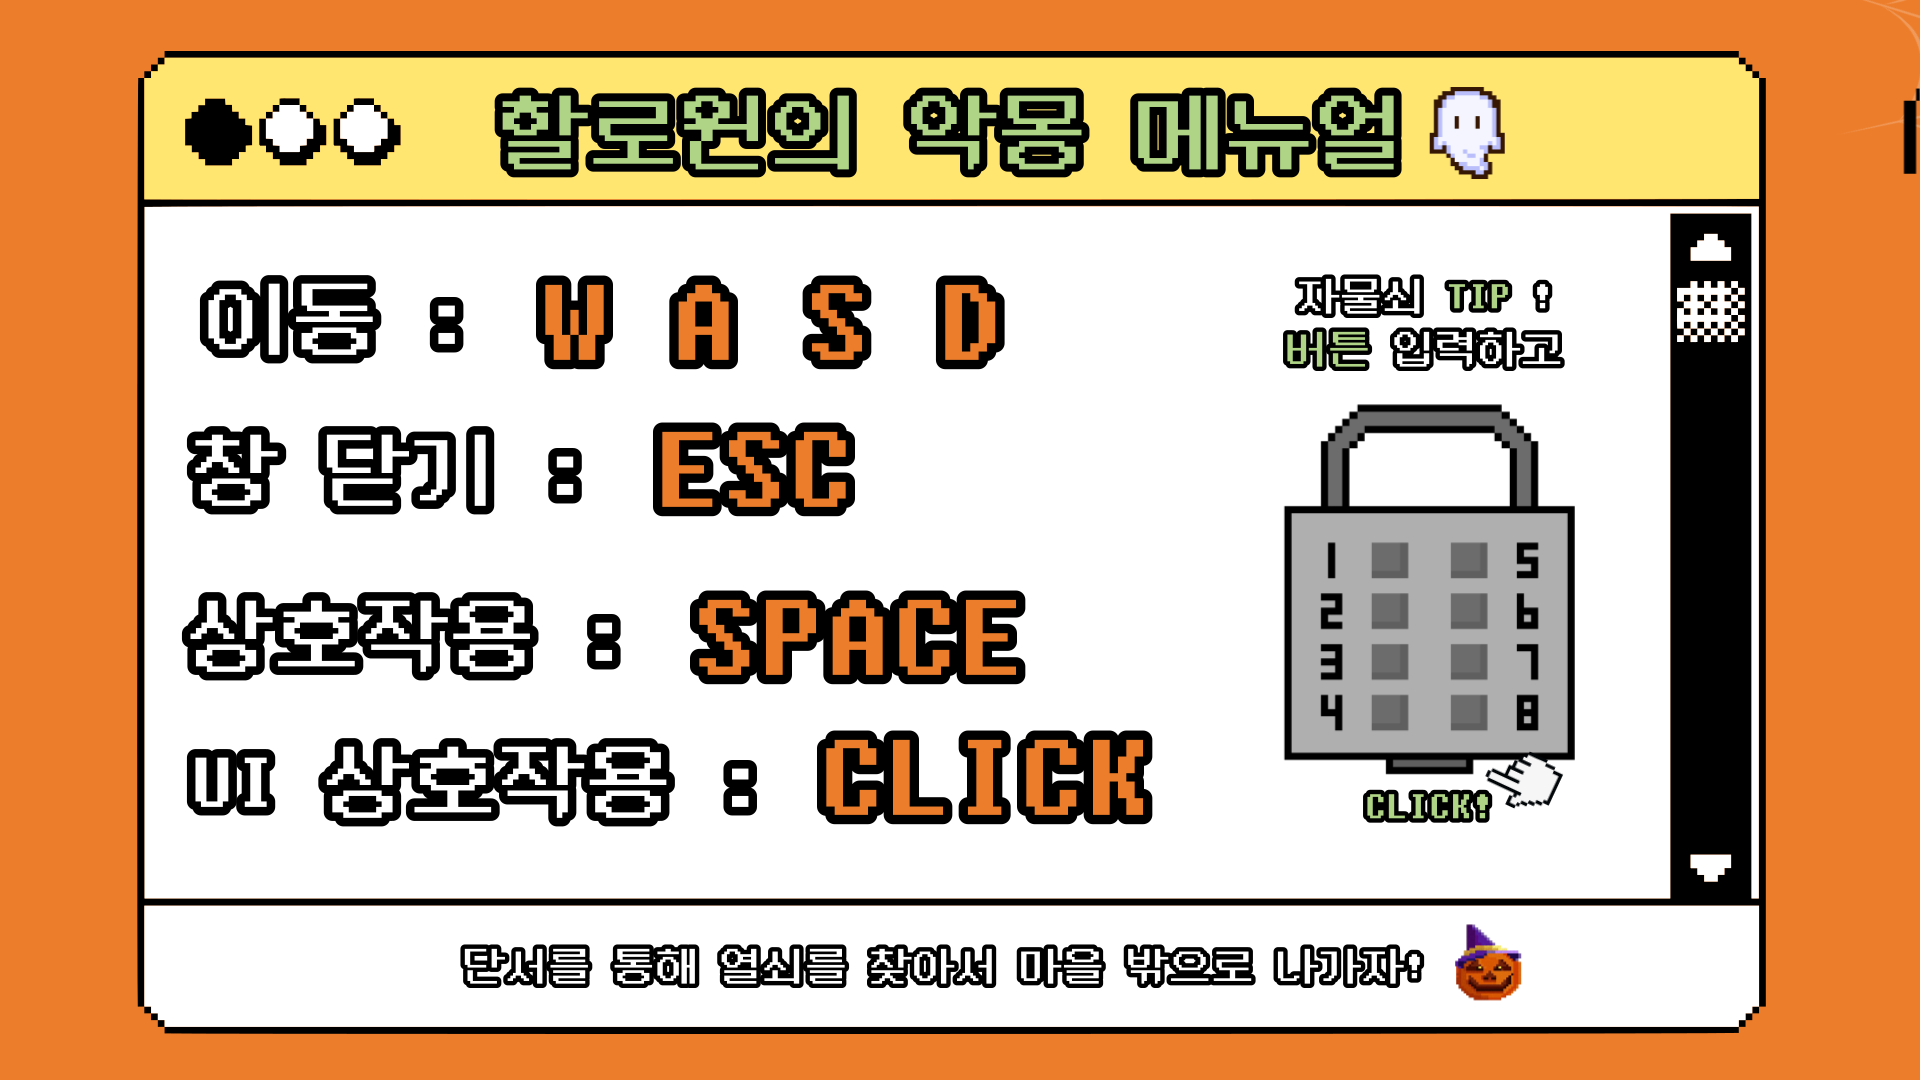 할로윈의 악몽 메뉴얼
이동 : W A S D
창 닫기 : ESC
상호작용 : SPACE
UI 상호작용 : CLICK
자물쇠 TIP !
버튼 입력하고
1 5
2 6
3 7
4 8
CLICK!
단서를 통해 열쇠를 찾아서 마을 밖으로 나가자!